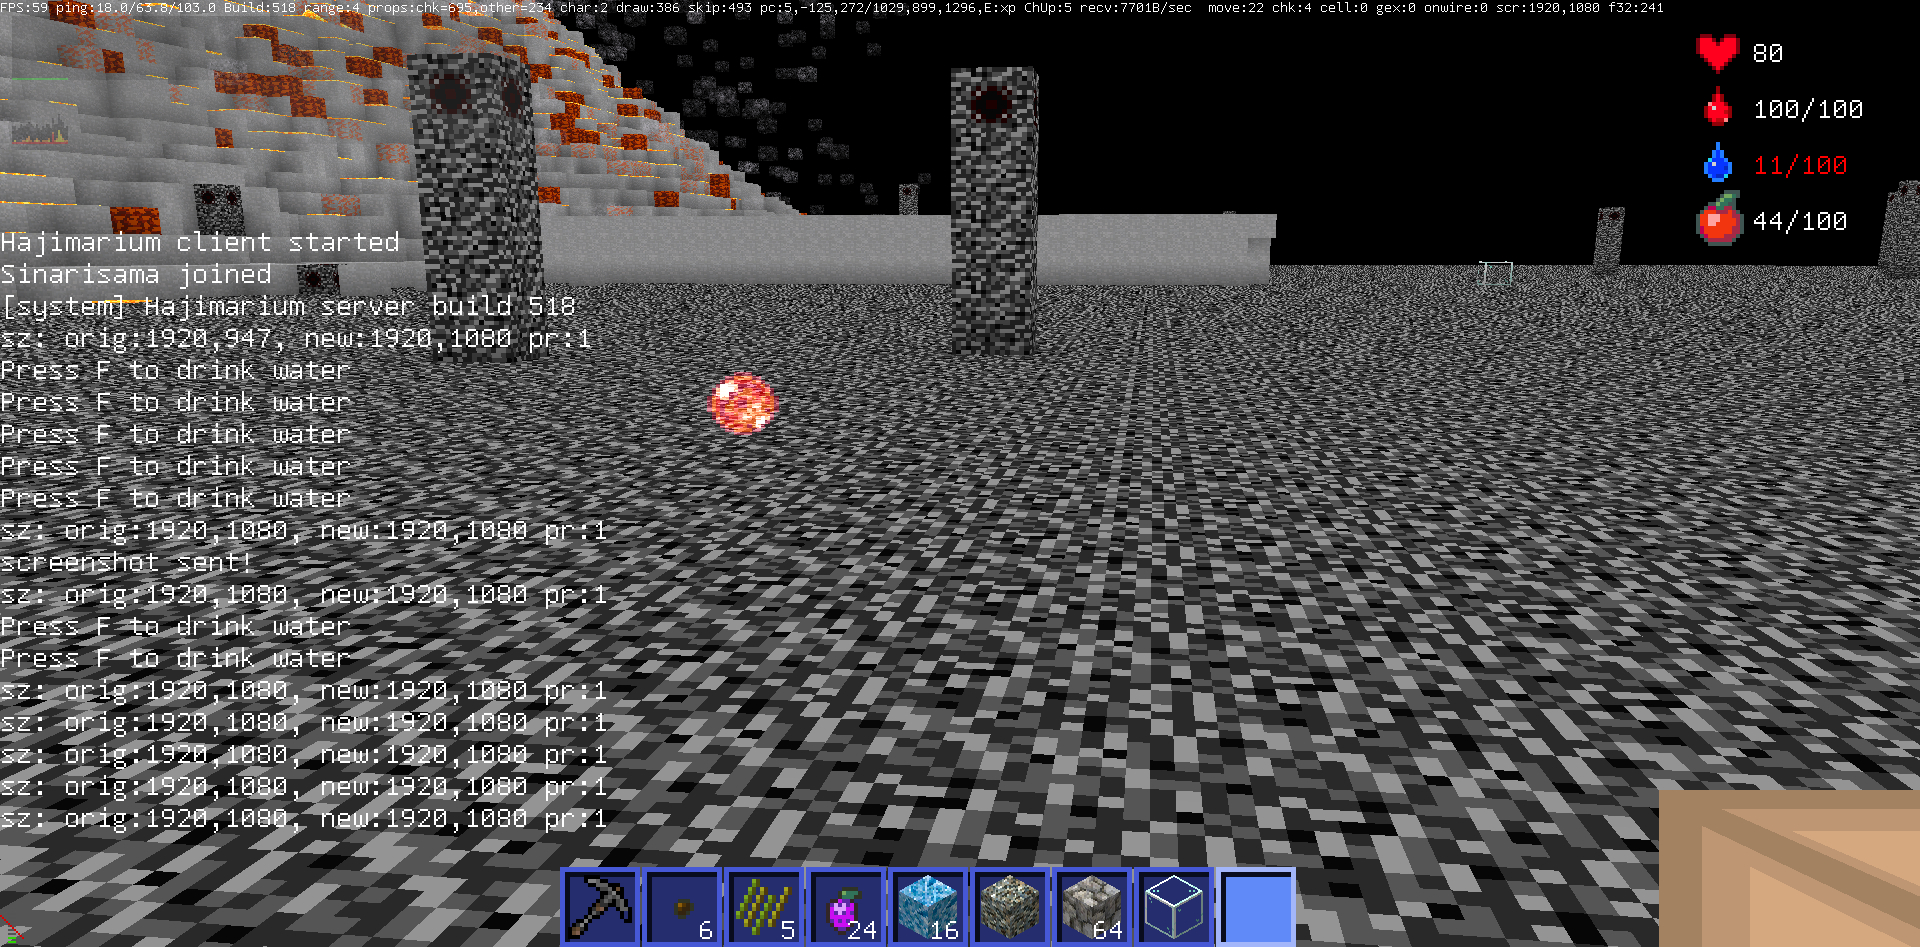 FPS:59 ping:18.0/63.8/103.0 Build:518 range:4 props:chk=695,other=234 char:2 draw:386 skip:493 pc:5,-125,272/1029,899,1296,E:xp ChUp:5 recv:7701B/sec  move:22 chk:4 cell:0 gex:0 onwire:0 scr:1920,1080 f32:241
80
100/100
11/100
44/100
Hajimarium client started
Sinarisama joined
[system] Hajimarium server build 518
sz: orig:1920,947, new:1920,1080 pr:1
Press F to drink water
Press F to drink water
Press F to drink water
Press F to drink water
Press F to drink water
sz: orig:1920,1080, new:1920,1080 pr:1
screenshot sent!
sz: orig:1920,1080, new:1920,1080 pr:1
Press F to drink water
Press F to drink water
sz: orig:1920,1080, new:1920,1080 pr:1
sz: orig:1920,1080, new:1920,1080 pr:1
sz: orig:1920,1080, new:1920,1080 pr:1
sz: orig:1920,1080, new:1920,1080 pr:1
sz: orig:1920,1080, new:1920,1080 pr:1
6 5 24 16 64